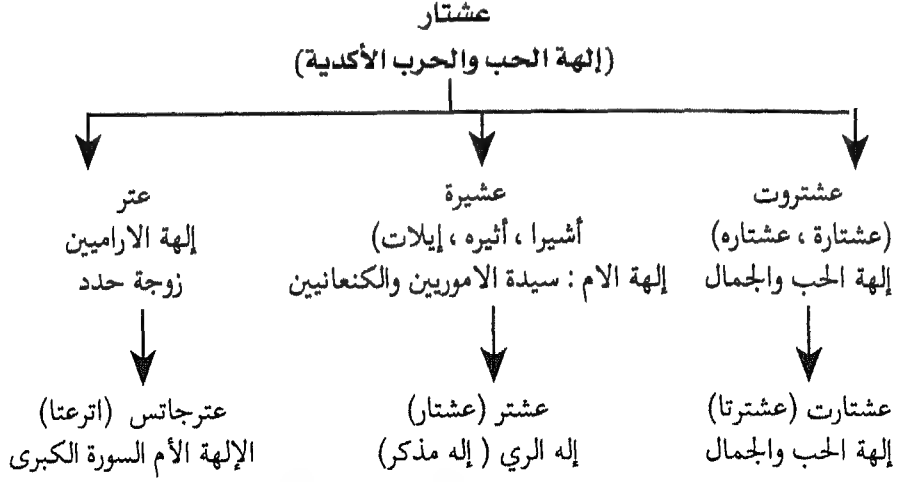 عشتار
(إلهة الحب والحرب الأكدية)
عشتروت
(عشتارة ، عشتاره)
إلهة الحب والجمال
عشيرة
أشيرا ، أثيره ، إيلات)
إلهة الام : سيدة الاموريين والكنعانيين
عتر
إلهة الاراميين
زوجة حدد
عشتارت (عشترتا)
إلهة الحب والجمال
عشتر (عشتار)
إله الري ( إله مذكر)
عترجاتس (اترعتا)
الإلهة الأم السورة الكبرى